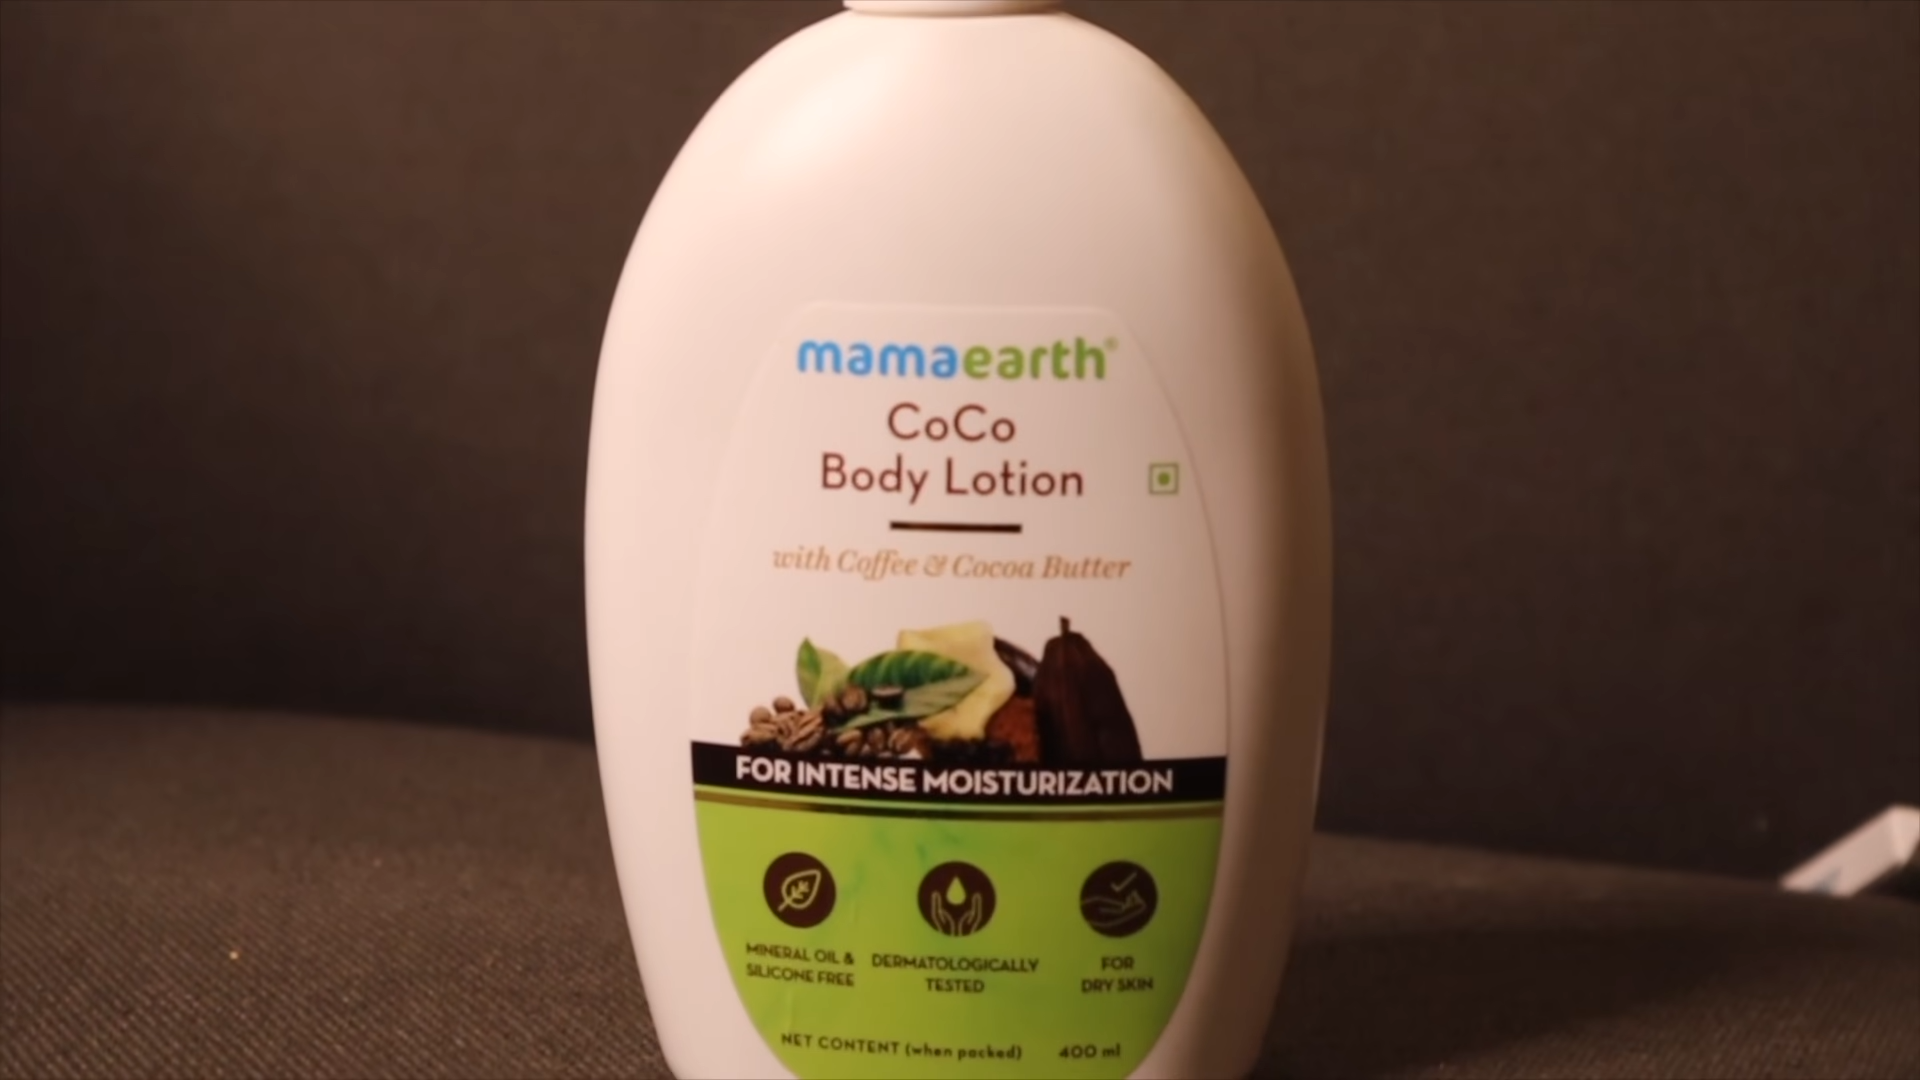 mamaearth®
CoCo
Body Lotion
with Coffee & Cocoa Butter
FOR INTENSE MOISTURIZATION
MINERAL OIL &
SILICONE FREE
DERMATOLOGICALLY
TESTED
FOR
DRY SKIN
NET CONTENT (when packed) 400 ml